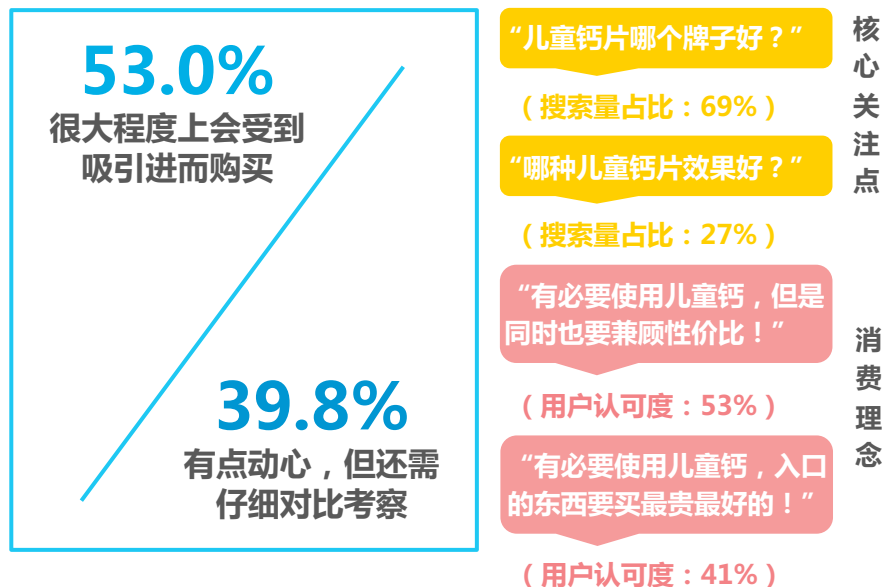 53.0%
很大程度上会受到
吸引进而购买
39.8%
有点动心，但还需
仔细对比考察
“儿童钙片哪个牌子好？”
（搜索量占比：69%）
“哪种儿童钙片效果好？”
（搜索量占比：27%）
核心关注点
“有必要使用儿童钙，但是
同时也要兼顾性价比！”
（用户认可度：53%）
“有必要使用儿童钙，入口
的东西要买最贵最好的！”
（用户认可度：41%）
消费理念